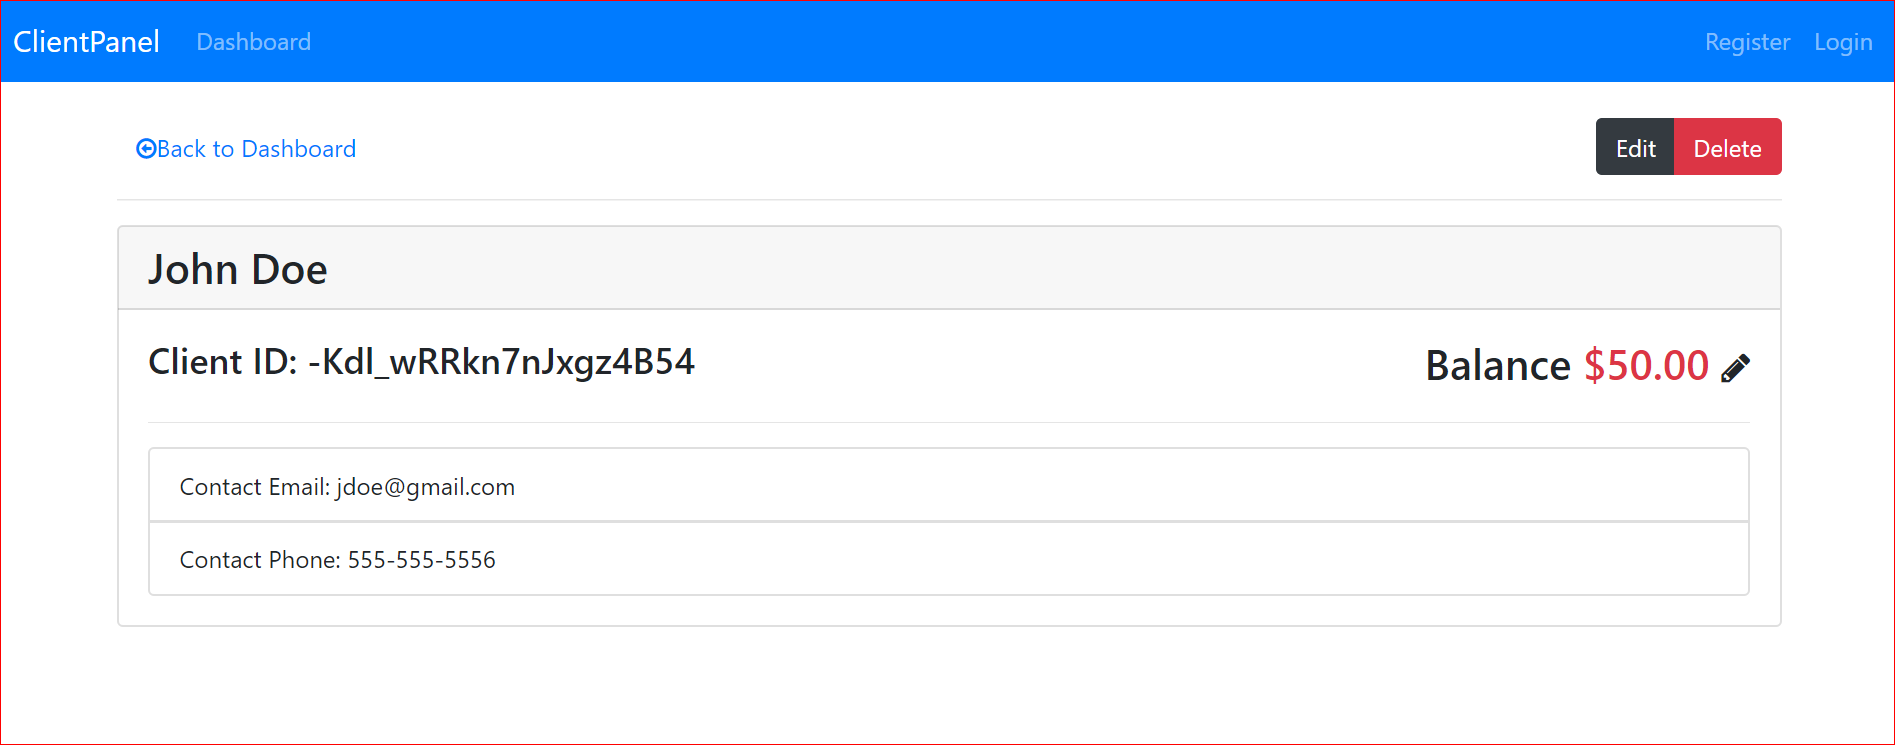 ClientPanel Dashboard Register Login
Back to Dashboard Edit Delete
John Doe
Client ID: -Kdl_wRRkn7nJxgz4B54 Balance $50.00
Contact Email: jdoe@gmail.com
Contact Phone: 555-555-5556